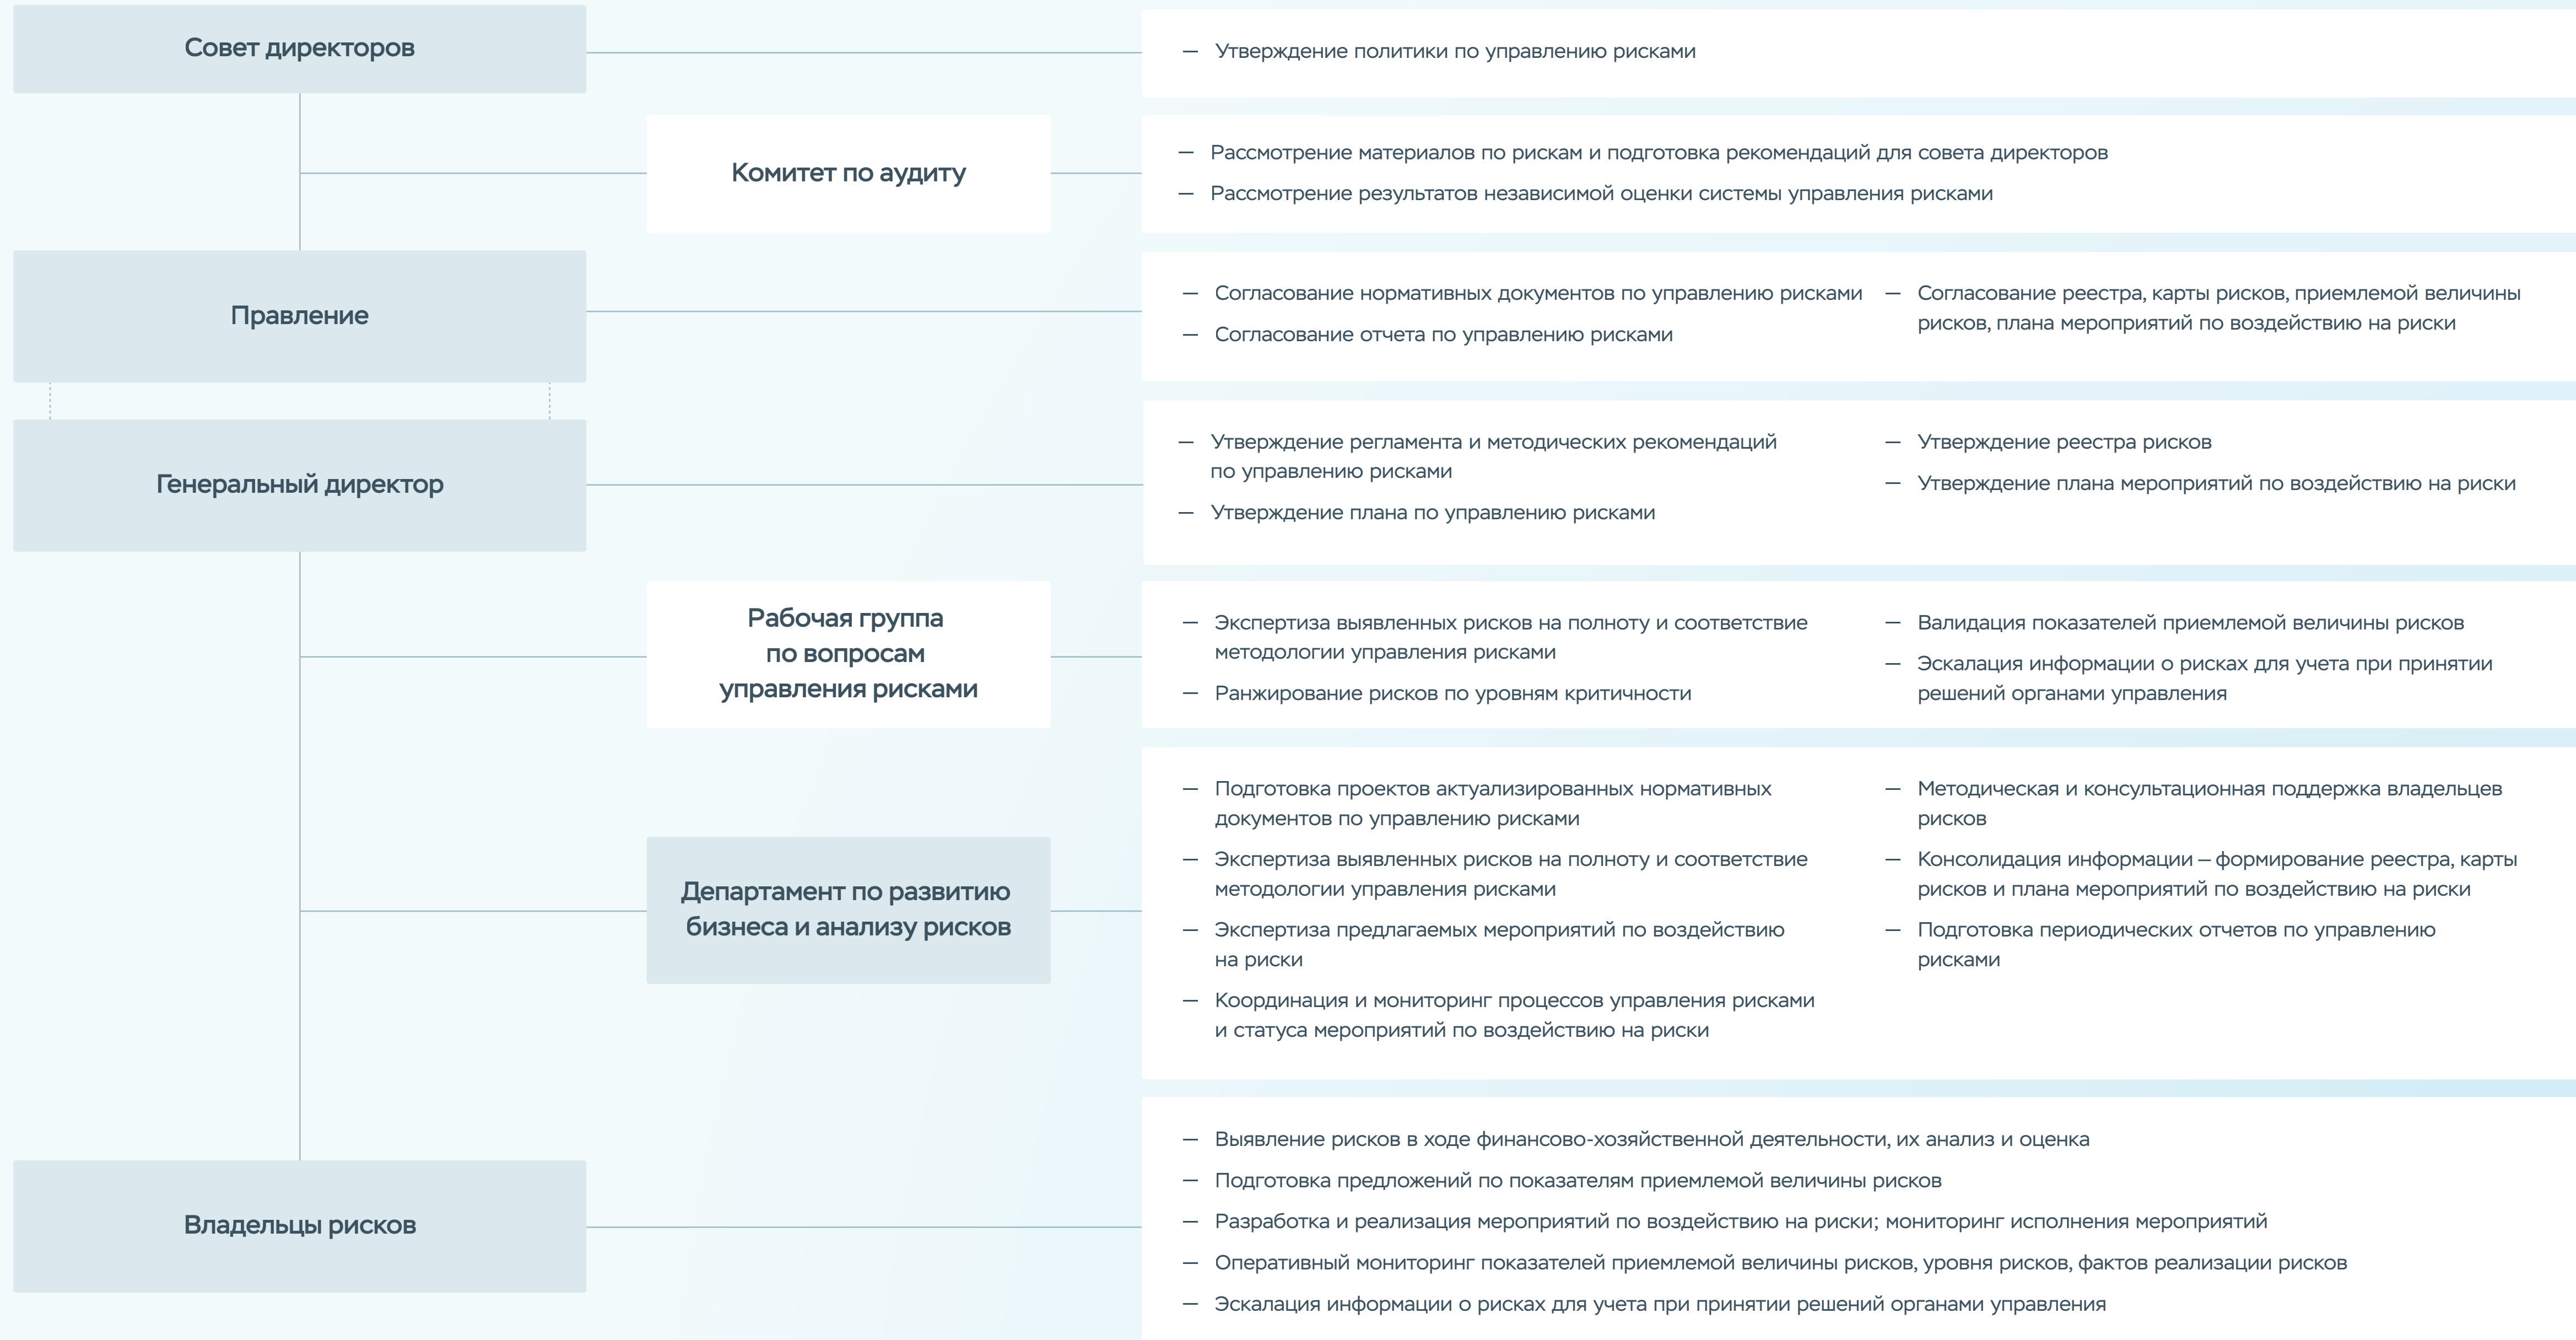 Совет директоров
— Утверждение политики по управлению рисками
Комитет по аудиту
— Рассмотрение материалов по рискам и подготовка рекомендаций для совета директоров
— Рассмотрение результатов независимой оценки системы управления рисками
Правление
— Согласование нормативных документов по управлению рисками
— Согласование отчета по управлению рисками
— Согласование реестра, карты рисков, приемлемой величины
рисков, плана мероприятий по воздействию на риски
Генеральный директор
— Утверждение регламента и методических рекомендаций
по управлению рисками
— Утверждение плана по управлению рисками
— Утверждение реестра рисков
— Утверждение плана мероприятий по воздействию на риски
Рабочая группа
по вопросам
управления рисками
— Экспертиза выявленных рисков на полноту и соответствие
методологии управления рисками
— Ранжирование рисков по уровням критичности
— Валидация показателей приемлемой величины рисков
— Эскалация информации о рисках для учета при принятии
решений органами управления
Департамент по развитию
бизнеса и анализу рисков
— Подготовка проектов актуализированных нормативных
документов по управлению рисками
— Экспертиза выявленных рисков на полноту и соответствие
методологии управления рисками
— Экспертиза предлагаемых мероприятий по воздействию
на риски
— Координация и мониторинг процессов управления рисками
и статуса мероприятий по воздействию на риски
— Методическая и консультационная поддержка владельцев
рисков
— Консолидация информации — формирование реестра, карты
рисков и плана мероприятий по воздействию на риски
— Подготовка периодических отчетов по управлению
рисками
Владельцы рисков
— Выявление рисков в ходе финансово-хозяйственной деятельности, их анализ и оценка
— Подготовка предложений по показателям приемлемой величины рисков
— Разработка и реализация мероприятий по воздействию на риски; мониторинг исполнения мероприятий
— Оперативный мониторинг показателей приемлемой величины рисков, уровня рисков, фактов реализации рисков
— Эскалация информации о рисках для учета при принятии решений органами управления